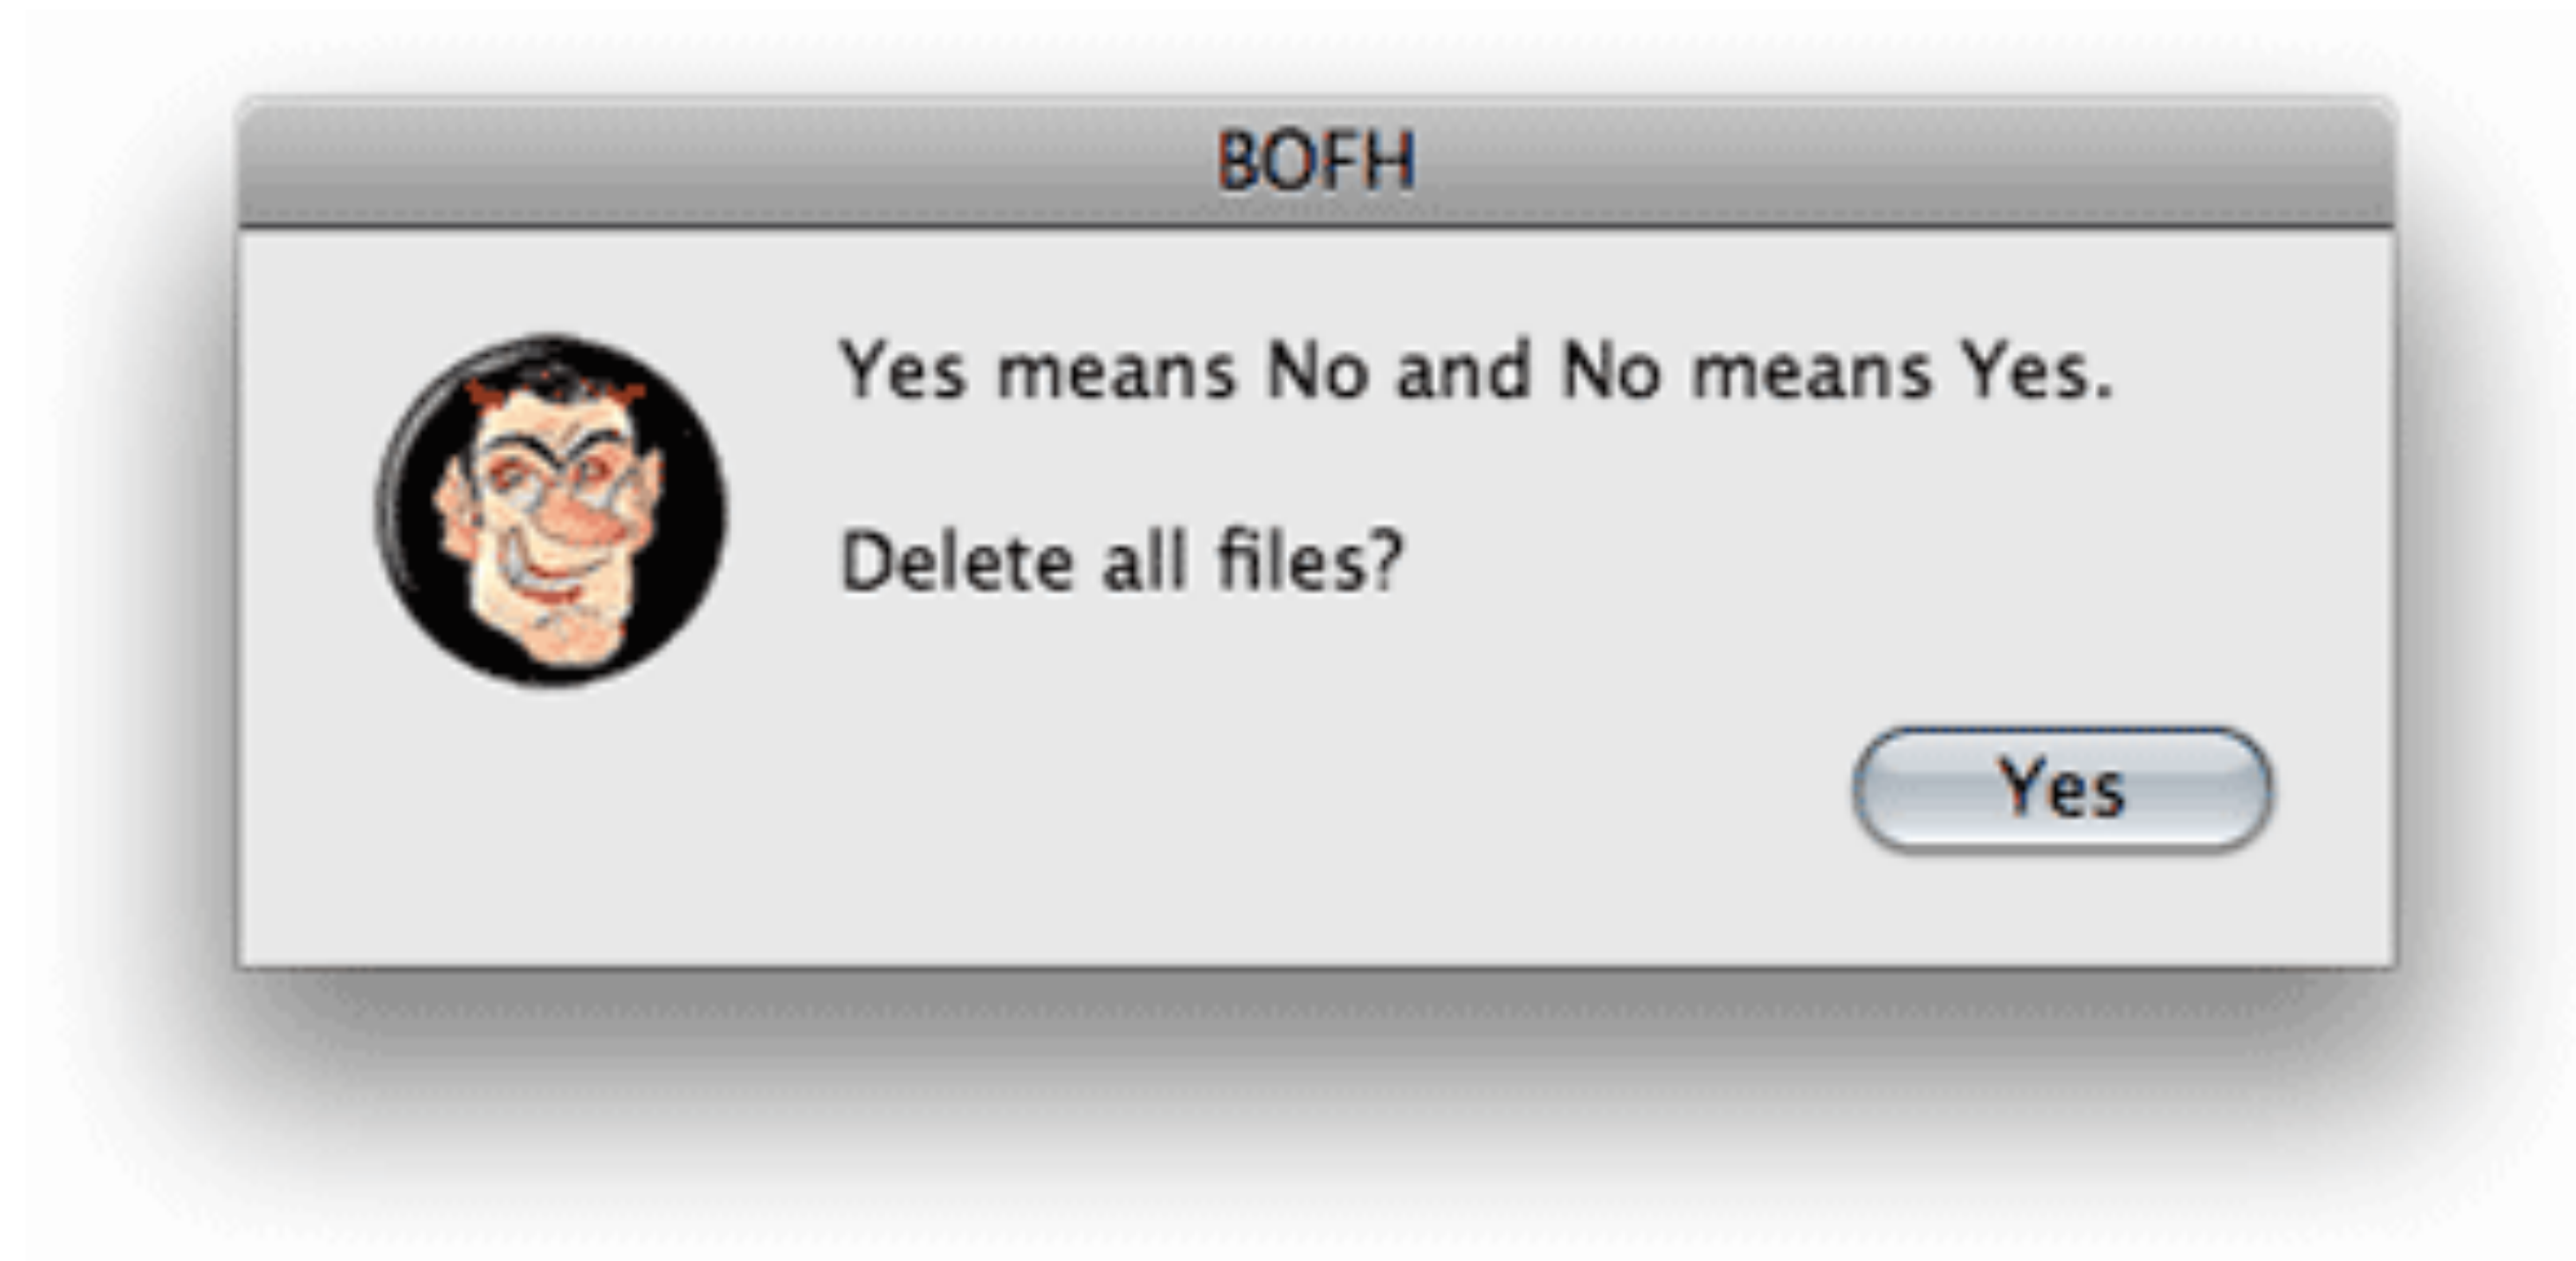 BOFH
Yes means No and No means Yes.
Delete all files?
Yes